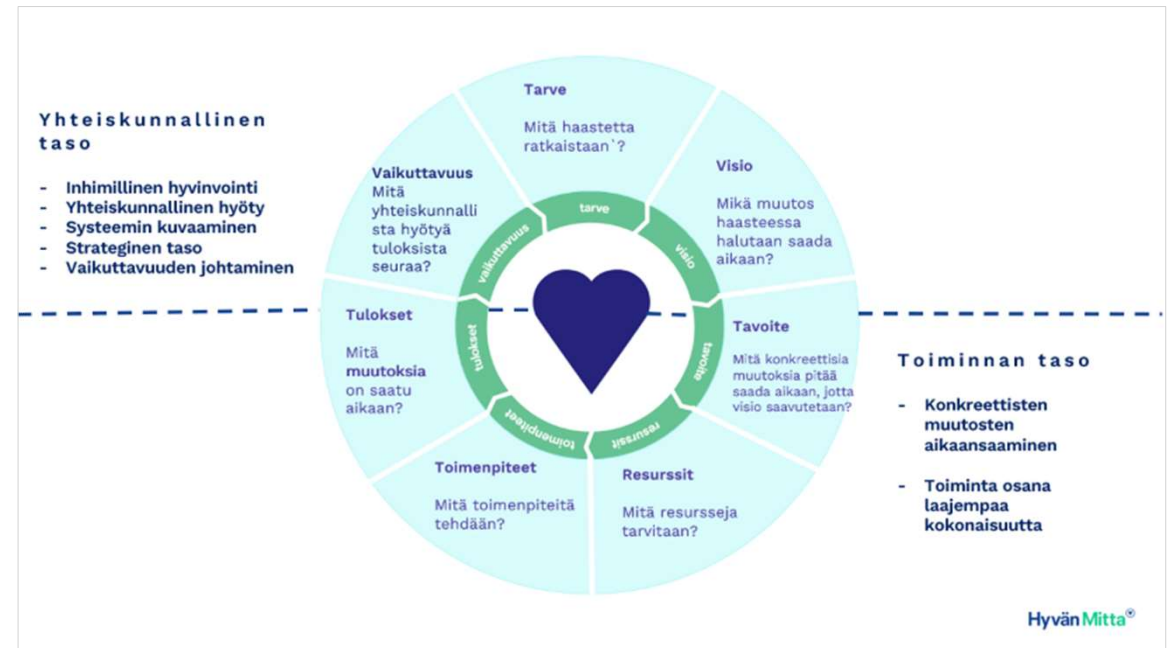 Yhteiskunnallinen
taso
- Inhimillinen hyvinvointi
- Yhteiskunnallinen hyöty
- Systeemin kuvaaminen
- Strateginen taso
- Vaikuttavuuden johtaminen
Tarve
Mitä haastetta
ratkaistaan`?
Visio
Mikä muutos
haasteessa
halutaan saada
aikaan?
Tavoite
Mitä konkreettisia
muutoksia pitää
saada aikaan, jotta
visio saavutetaan?
Resurssit
Mitä resursseja
tarvitaan?
Toimenpiteet
Mitä toimenpiteitä
tehdään?
Tulokset
Mitä
muutoksia
on saatu
aikaan?
Vaikuttavuus
Mitä
yhteiskunnalli
sta hyötyä
tuloksista
seuraa?
tarve
visio
tavoite
resurssit
toimenpiteet
tulokset
vaikuttavuus
Toiminnan taso
- Konkreettisten
muutosten
aikaansaaminen
- Toiminta osana
laajempaa
kokonaisuutta
HyvänMitta